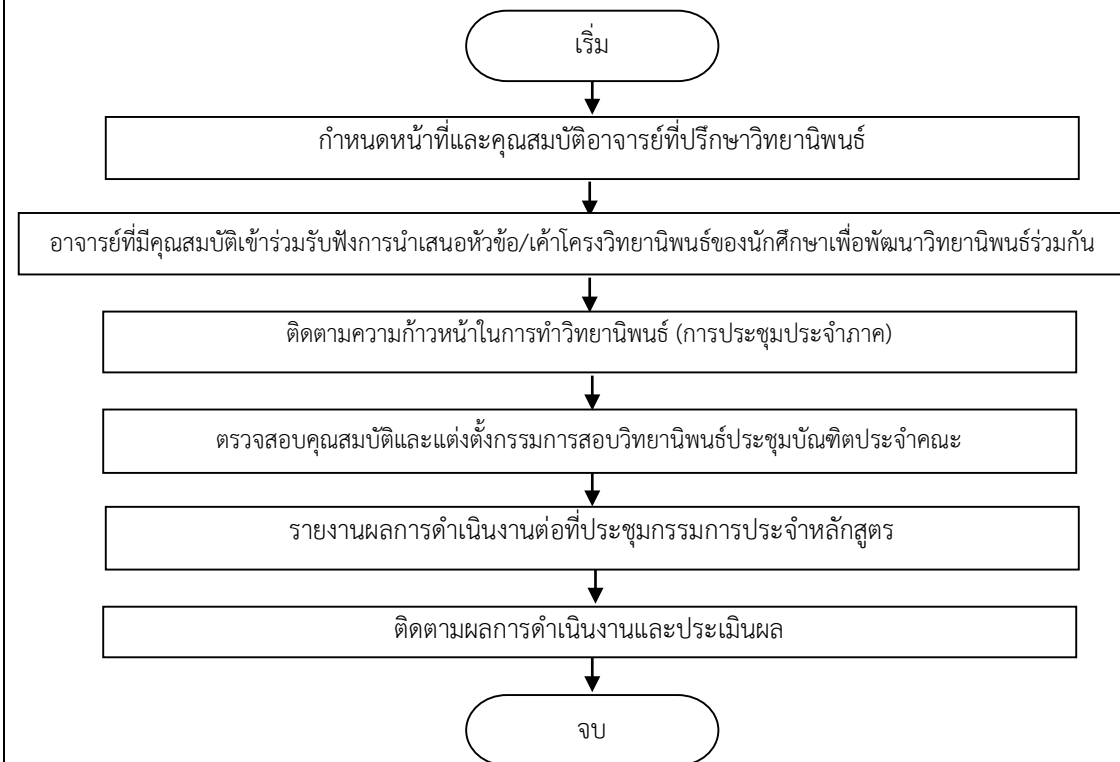 เริ่ม
กำหนดหน้าที่และคุณสมบัติอาจารย์ที่ปรึกษาวิทยานิพนธ์
อาจารย์ที่มีคุณสมบัติเข้าร่วมรับฟังการนำเสนอหัวข้อ/เค้าโครงวิทยานิพนธ์ของนักศึกษาเพื่อพัฒนาวิทยานิพนธ์ร่วมกัน
ติดตามความก้าวหน้าในการทำวิทยานิพนธ์ (การประชุมประจำภาค)
ตรวจสอบคุณสมบัติและแต่งตั้งกรรมการสอบวิทยานิพนธ์ประชุมบัณฑิตประจำคณะ
รายงานผลการดำเนินงานต่อที่ประชุมกรรมการประจำหลักสูตร
ติดตามผลการดำเนินงานและประเมินผล
จบ